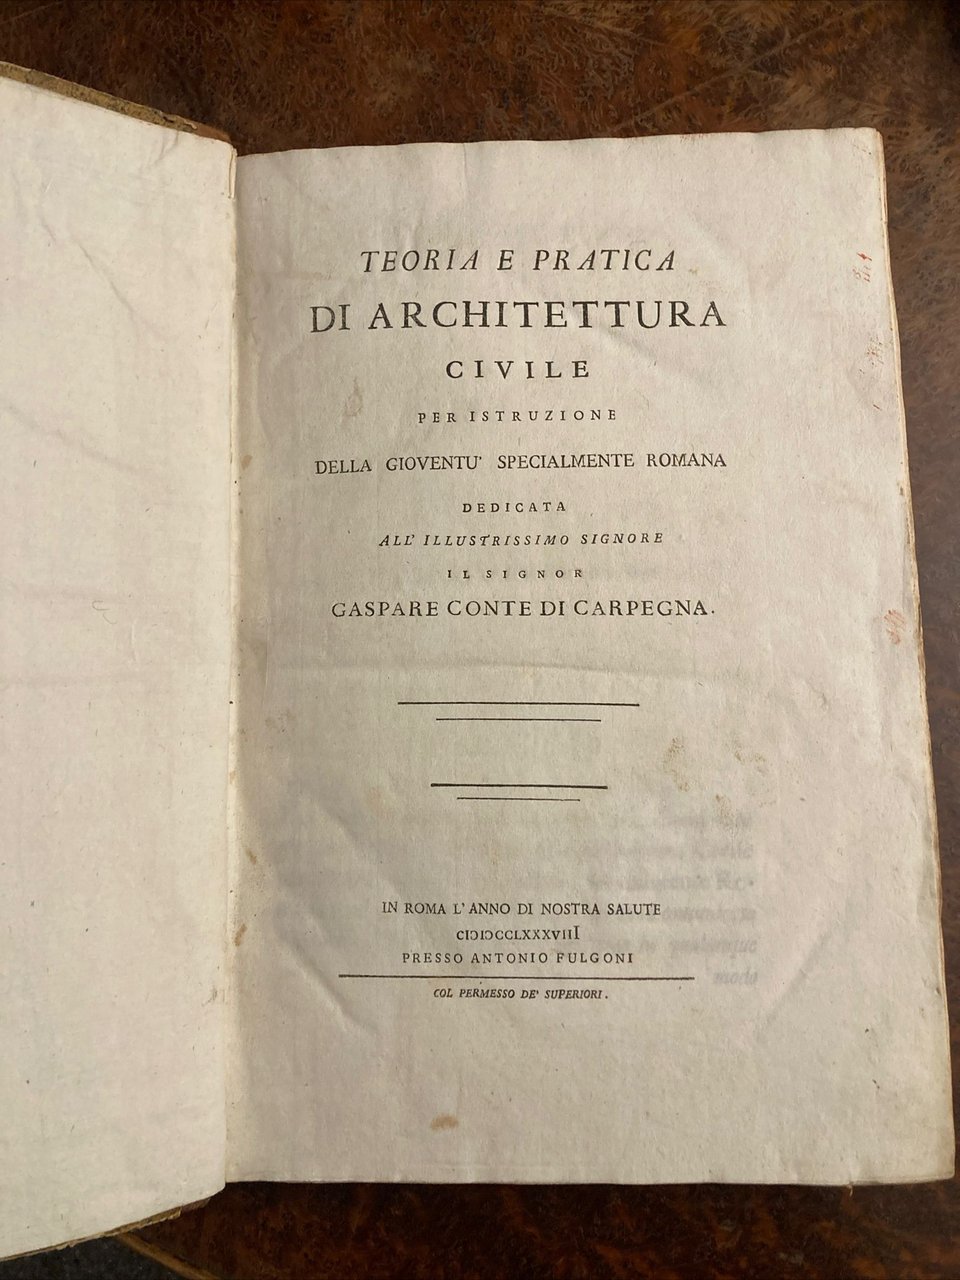 TEORIA E PRATICA
DI ARCHITETTURA
CIVILE
PER ISTRUZIONE
DELLA GIOVENTU' SPECIALMENTE ROMANA
DEDICATA
ALL' ILLUSTRISSIMO SIGNORE
IL SIGNOR
GASPARE CONTE DI CARPEGNA.
IN ROMA L'ANNO DI NOSTRA SALUTE
CIƆIƆCCLXXXVIII
PRESSO ANTONIO FULGONI
COL PERMESSO DE' SUPERIORI.